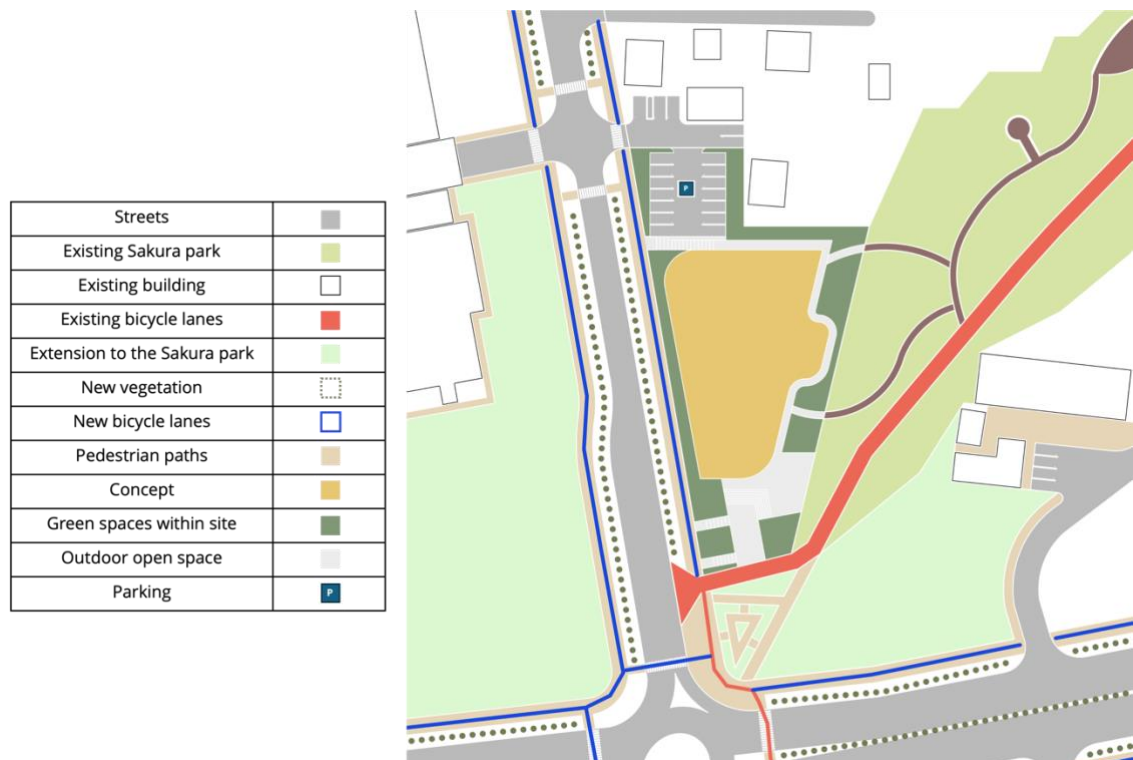 Streets
Existing Sakura park
Existing building
Existing bicycle lanes
Extension to the Sakura park
New vegetation
New bicycle lanes
Pedestrian paths
Concept
Green spaces within site
Outdoor open space
Parking P
P